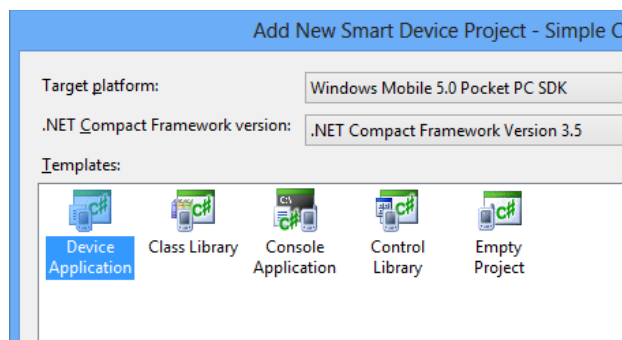 Add New Smart Device Project - Simple C
Target platform: Windows Mobile 5.0 Pocket PC SDK
.NET Compact Framework version: .NET Compact Framework Version 3.5
Templates:
Device Application
Class Library
Console Application
Control Library
Empty Project